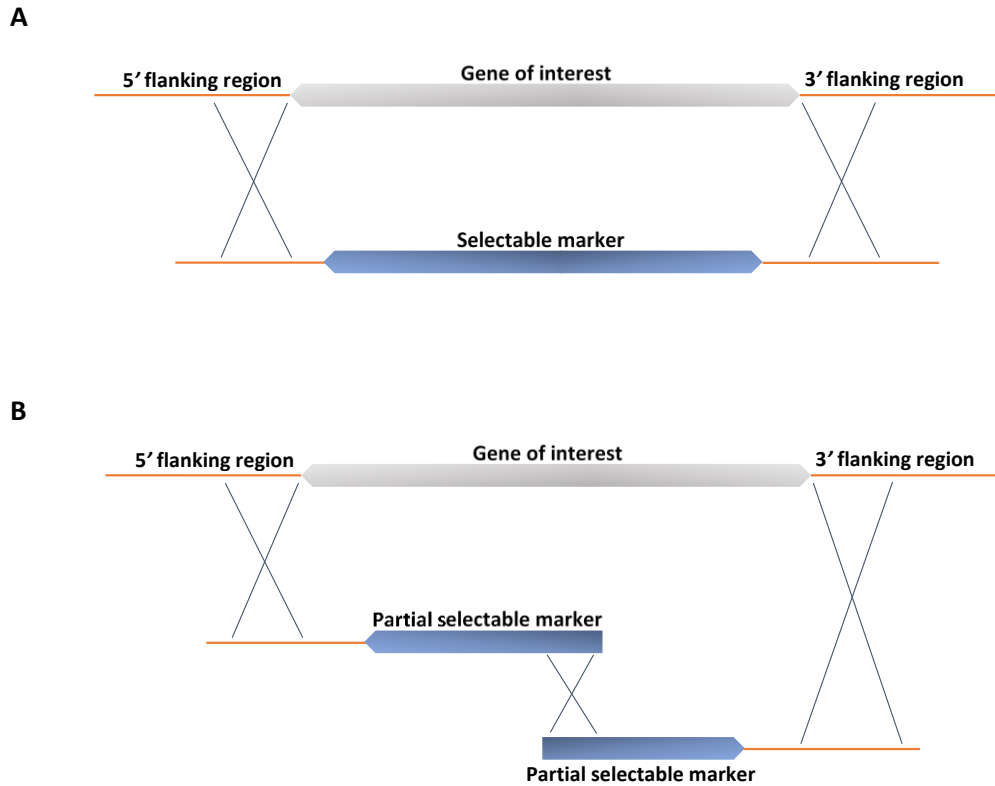 A
5′ flanking region
Gene of interest
3′ flanking region
Selectable marker
B
5′ flanking region
Gene of interest
3′ flanking region
Partial selectable marker
Partial selectable marker